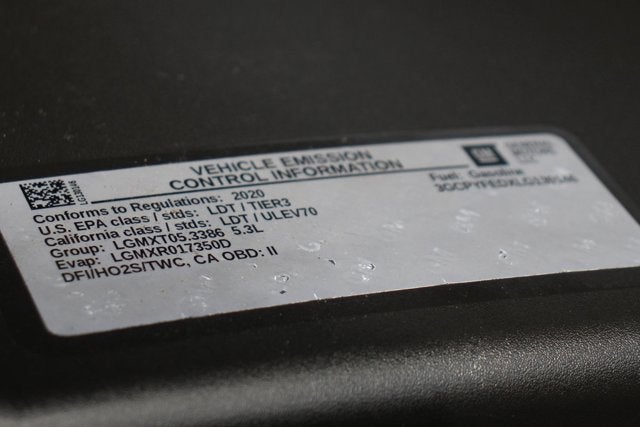 VEHICLE EMISSION
CONTROL INFORMATION
Conforms to Regulations: 2020
U.S. EPA class / stds: LDT / TIER3
California class / stds: LDT / ULEV70
Group: LGMXT05.3386 5.3L
Evap: LGMXR017350D
DFI/HO2S/TWC, CA OBD: II
Fuel: Gasoline